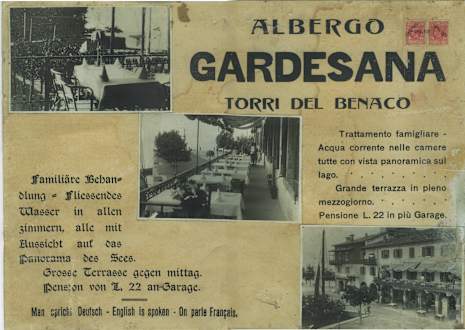 ALBERGO
GARDESANA
TORRI DEL BENACO
Trattamento famigliare -
Acqua corrente nelle camere
tutte con vista panoramica sul
lago. . . . . . . . .
Grande terrazza in pieno
mezzogiorno. . . . . . .
Pensione L. 22 in più Garage.
Familiäre Behan-
dlung - Fliessendes
Wasser in allen
zimmern, alle mit
Aussicht auf das
Panorama des Sees.
Grosse Terrasse gegen mittag.
Pension von L. 22 an-Garage.
Man spricht Deutsch - English is spoken - On parle Français.